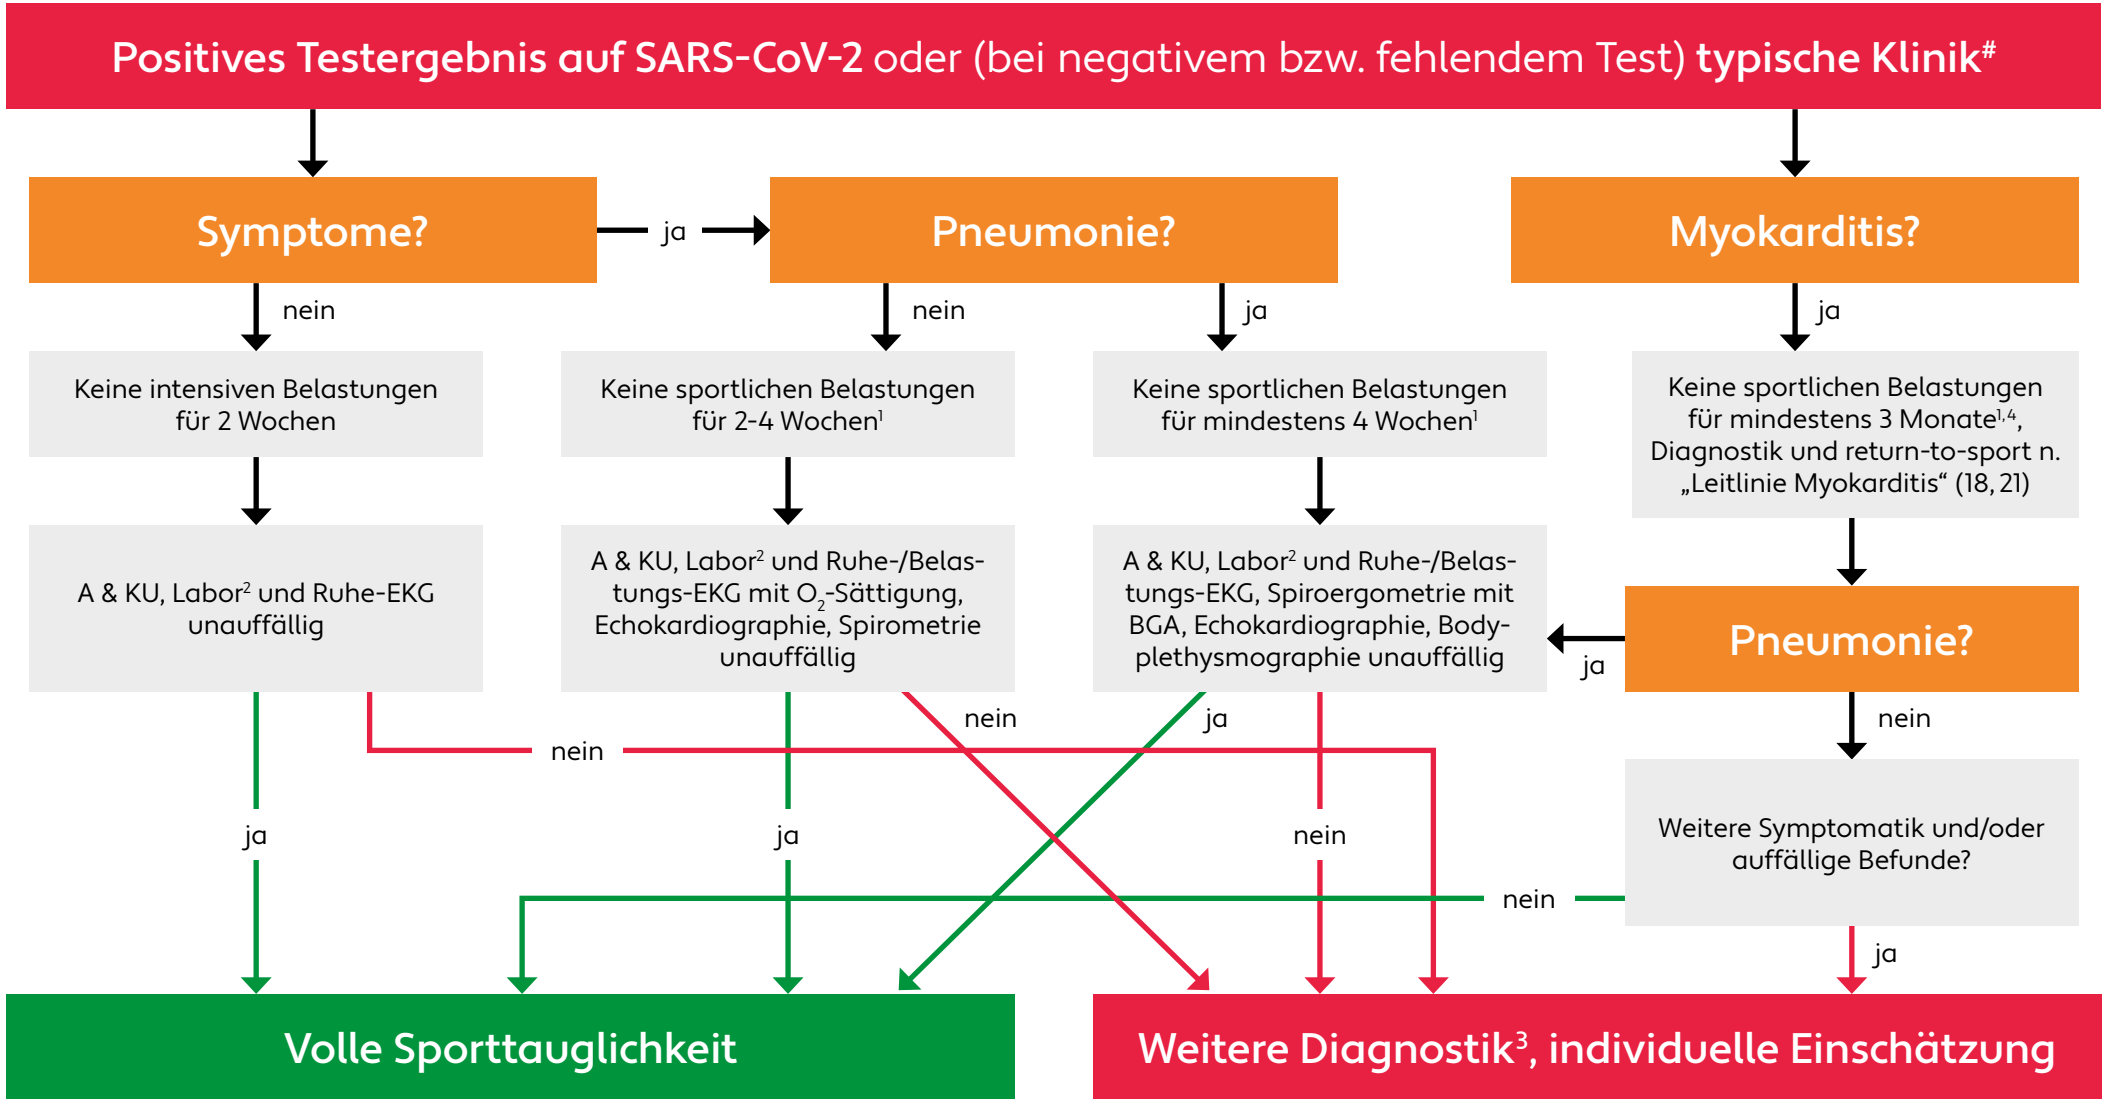 Positives Testergebnis auf SARS-CoV-2 oder (bei negativem bzw. fehlendem Test) typische Klinik#
Symptome?
ja
Pneumonie?
Myokarditis?
nein
nein
ja
ja
Keine intensiven Belastungen
für 2 Wochen
Keine sportlichen Belastungen
für 2-4 Wochen¹
Keine sportlichen Belastungen
für mindestens 4 Wochen¹
Keine sportlichen Belastungen
für mindestens 3 Monate¹,⁴,
Diagnostik und return-to-sport n.
„Leitlinie Myokarditis“ (18, 21)
A & KU, Labor² und Ruhe-EKG
unauffällig
A & KU, Labor² und Ruhe-/Belas-
tungs-EKG mit O₂-Sättigung,
Echokardiographie, Spirometrie
unauffällig
A & KU, Labor² und Ruhe-/Belas-
tungs-EKG, Spiroergometrie mit
BGA, Echokardiographie, Body-
plethysmographie unauffällig
ja
Pneumonie?
nein
nein
ja
nein
ja
ja
nein
Weitere Symptomatik und/oder
auffällige Befunde?
nein
ja
Volle Sporttauglichkeit
Weitere Diagnostik³, individuelle Einschätzung